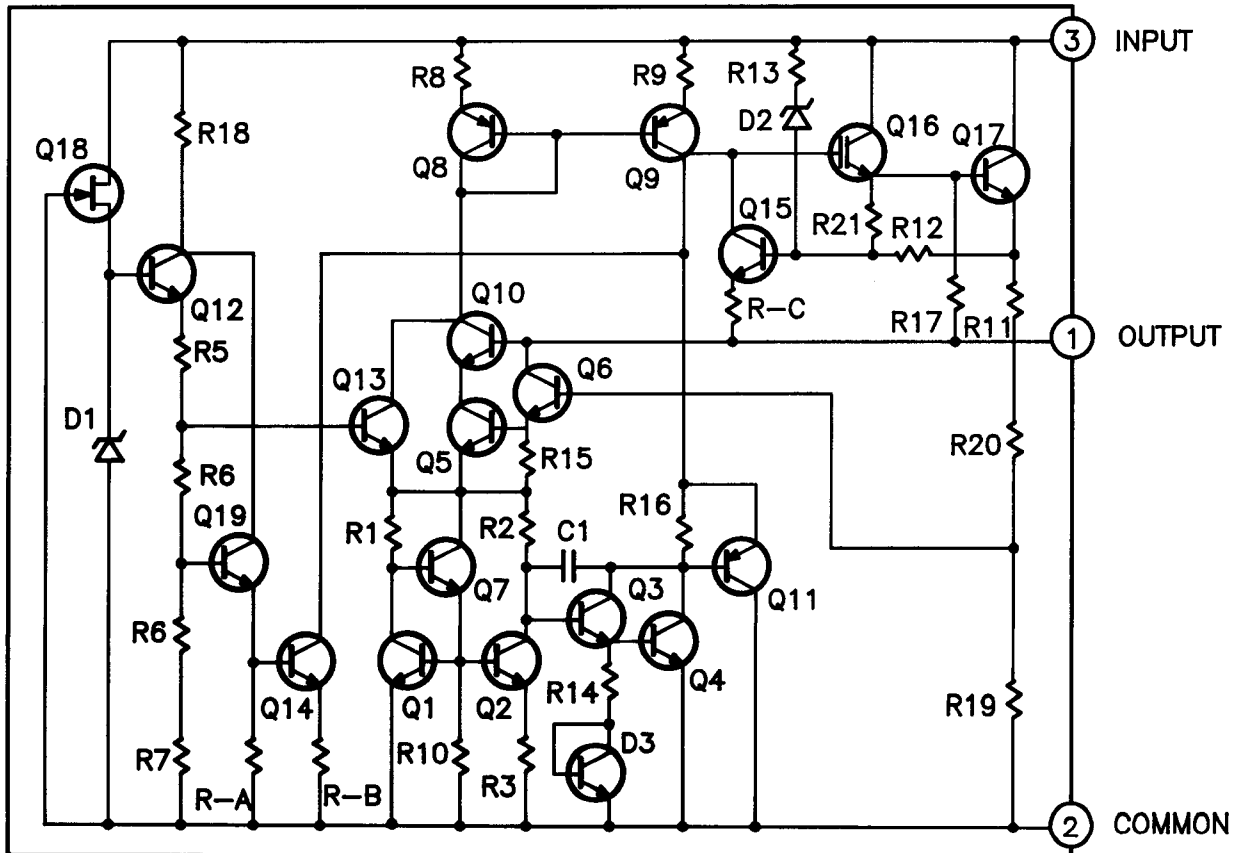 3 INPUT
R8
R9
R13
R18
D2
Q16
Q17
Q18
Q8
Q9
Q15
R21
R12
Q12
Q10
R-C
R17
R11
1 OUTPUT
R5
Q13
Q6
D1
Q5
R15
R20
R6
Q19
R1
R2
C1
R16
Q7
Q3
Q11
R6
Q14
Q1
Q2
R14
Q4
R19
R7
R10
D3
R-A
R-B
R3
2 COMMON